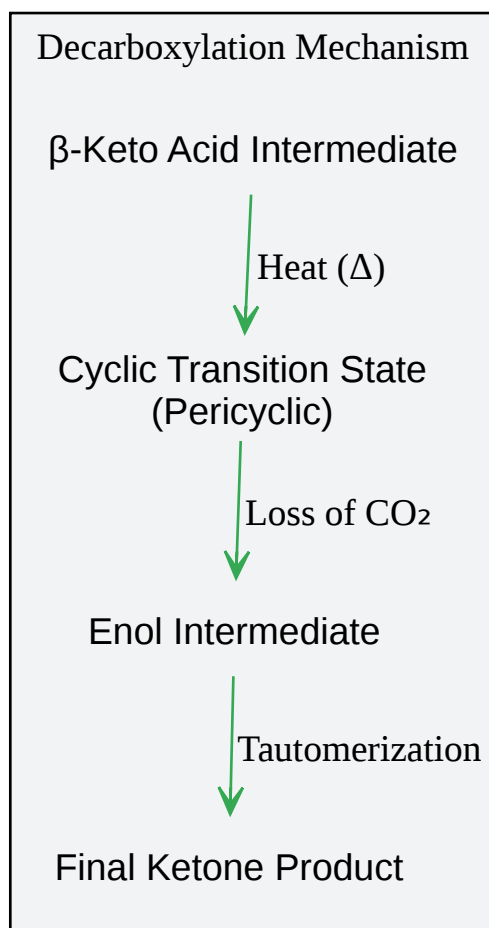 Decarboxylation Mechanism
β-Keto Acid Intermediate
Heat (Δ)
Cyclic Transition State
(Pericyclic)
Loss of CO₂
Enol Intermediate
Tautomerization
Final Ketone Product